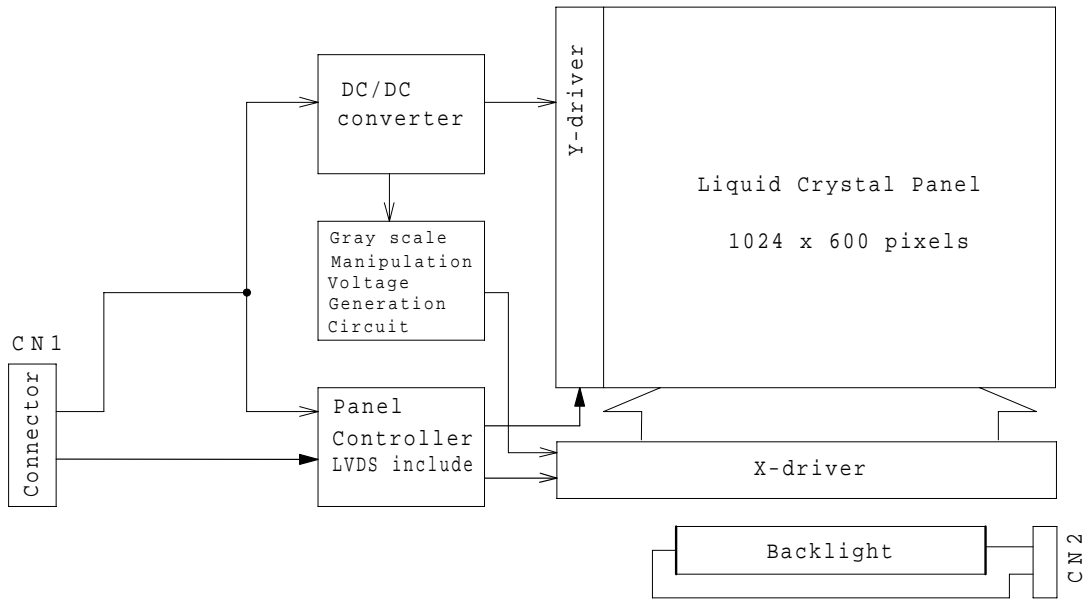 DC/DC
converter
Y-driver
Liquid Crystal Panel
1024 x 600 pixels
Gray scale
Manipulation
Voltage
Generation
Circuit
CN1
Connector
Panel
Controller
LVDS include
X-driver
Backlight
CN2